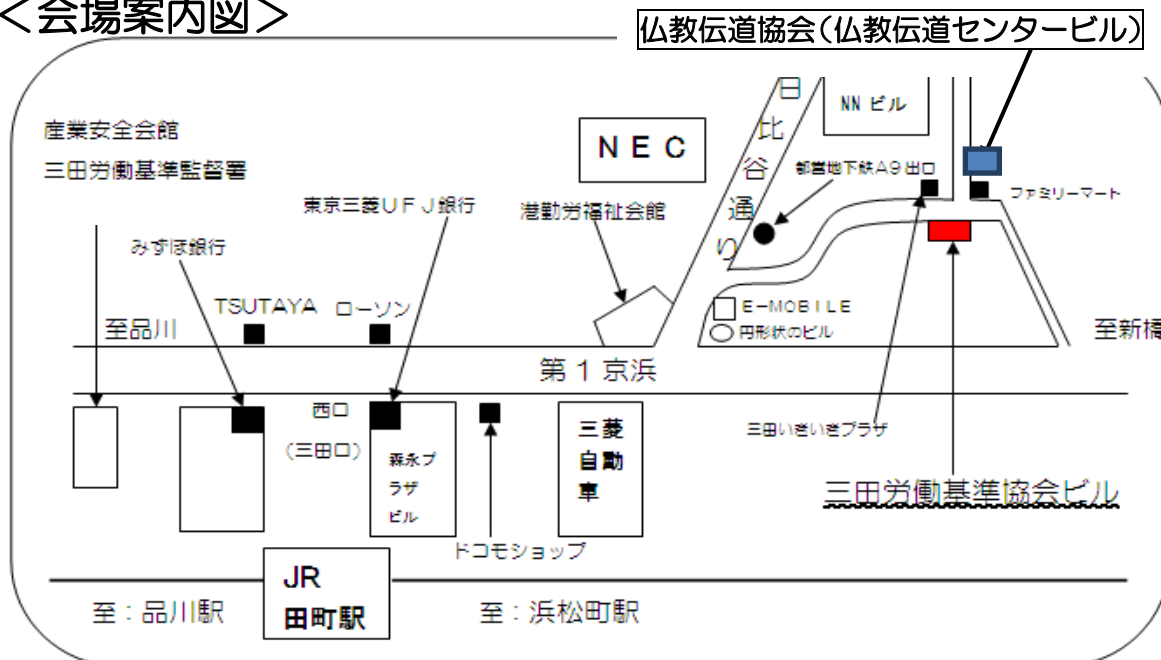 ＜会場案内図＞
仏教伝道協会（仏教伝道センタービル）
日比谷通り
NN ビル
産業安全会館
三田労働基準監督署
ＮＥＣ
都営地下鉄Ａ９出口
ファミリーマート
東京三菱ＵＦＪ銀行
港勤労福祉会館
みずほ銀行
TSUTAYA
ローソン
Ｅ−ＭＯＢＩＬＥ
円形状のビル
至品川
至新橋
第１京浜
西口
（三田口）
森永プ
ラザ
ビル
三菱
自動
車
三田いきいきプラザ
三田労働基準協会ビル
ドコモショップ
JR
田町駅
至：品川駅
至：浜松町駅